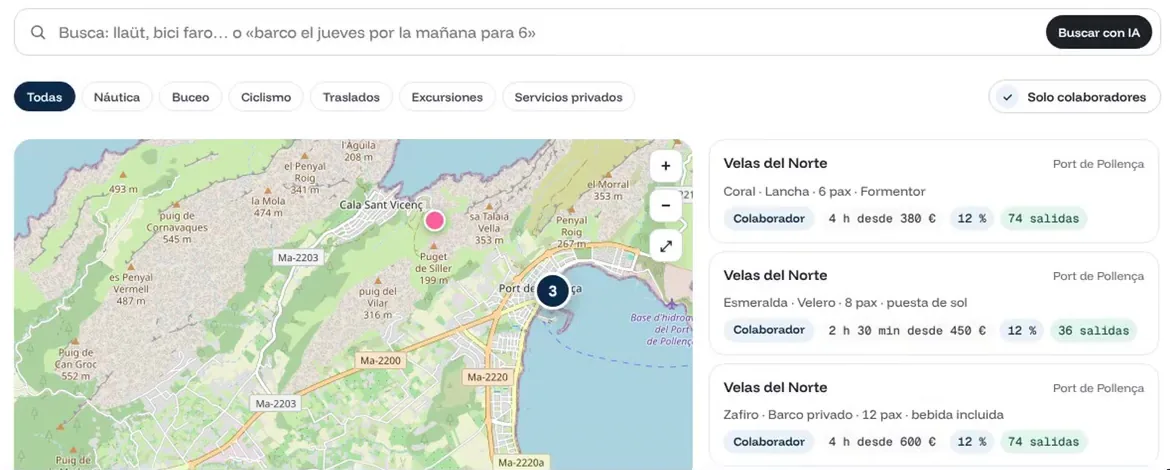 Busca: llaüt, bici faro... o «barco el jueves por la mañana para 6»
Buscar con IA
Todas
Náutica
Buceo
Ciclismo
Traslados
Excursiones
Servicios privados
Solo colaboradores
l'Àguila
208 m
el Penyal
Roig
341 m
493 m
la Mola
474 m
puig de
Cornavaques
545 m
Cala Sant Vicenç
sa Talaia
Vella
353 m
el Morral
353 m
Penyal
Roig
267 m
Ma-2203
Puget
de Síller
199 m
es Penyal
Vermell
487 m
puig del
Vilar
316 m
3
Base d'hidroa
del Port
de Pollença
Puig de
Can Groc
552 m
Ma-2200
Ma-2220
Ma-2203
Puig de
Ma-2220a
+
−
Velas del Norte
Port de Pollença
Coral · Lancha · 6 pax · Formentor
Colaborador
4 h desde 380 €
12 %
74 salidas
Velas del Norte
Port de Pollença
Esmeralda · Velero · 8 pax · puesta de sol
Colaborador
2 h 30 min desde 450 €
12 %
36 salidas
Velas del Norte
Port de Pollença
Zafiro · Barco privado · 12 pax · bebida incluida
Colaborador
4 h desde 600 €
12 %
74 salidas